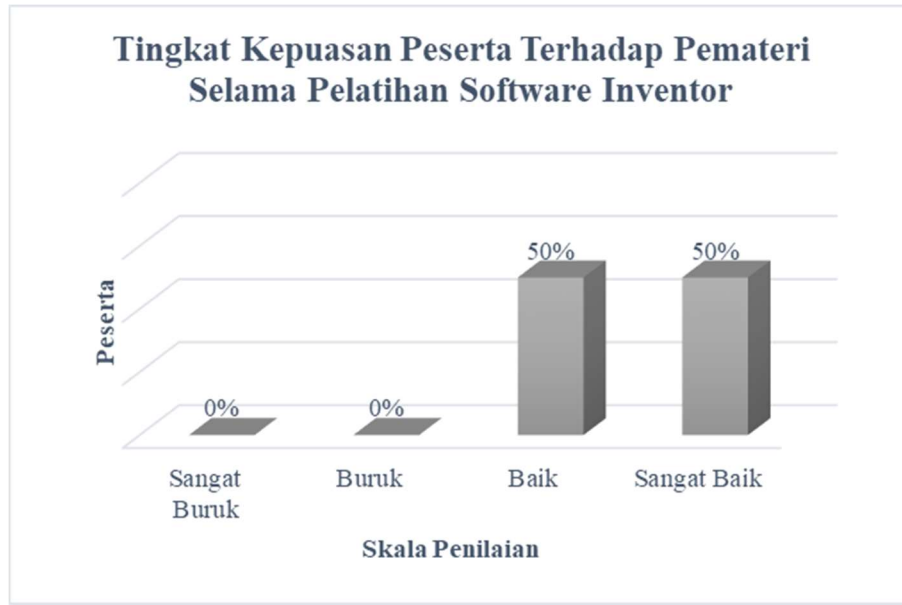 Tingkat Kepuasan Peserta Terhadap Pemateri
Selama Pelatihan Software Inventor
Peserta
0%
0%
50%
50%
Sangat
Buruk
Buruk
Baik
Sangat Baik
Skala Penilaian